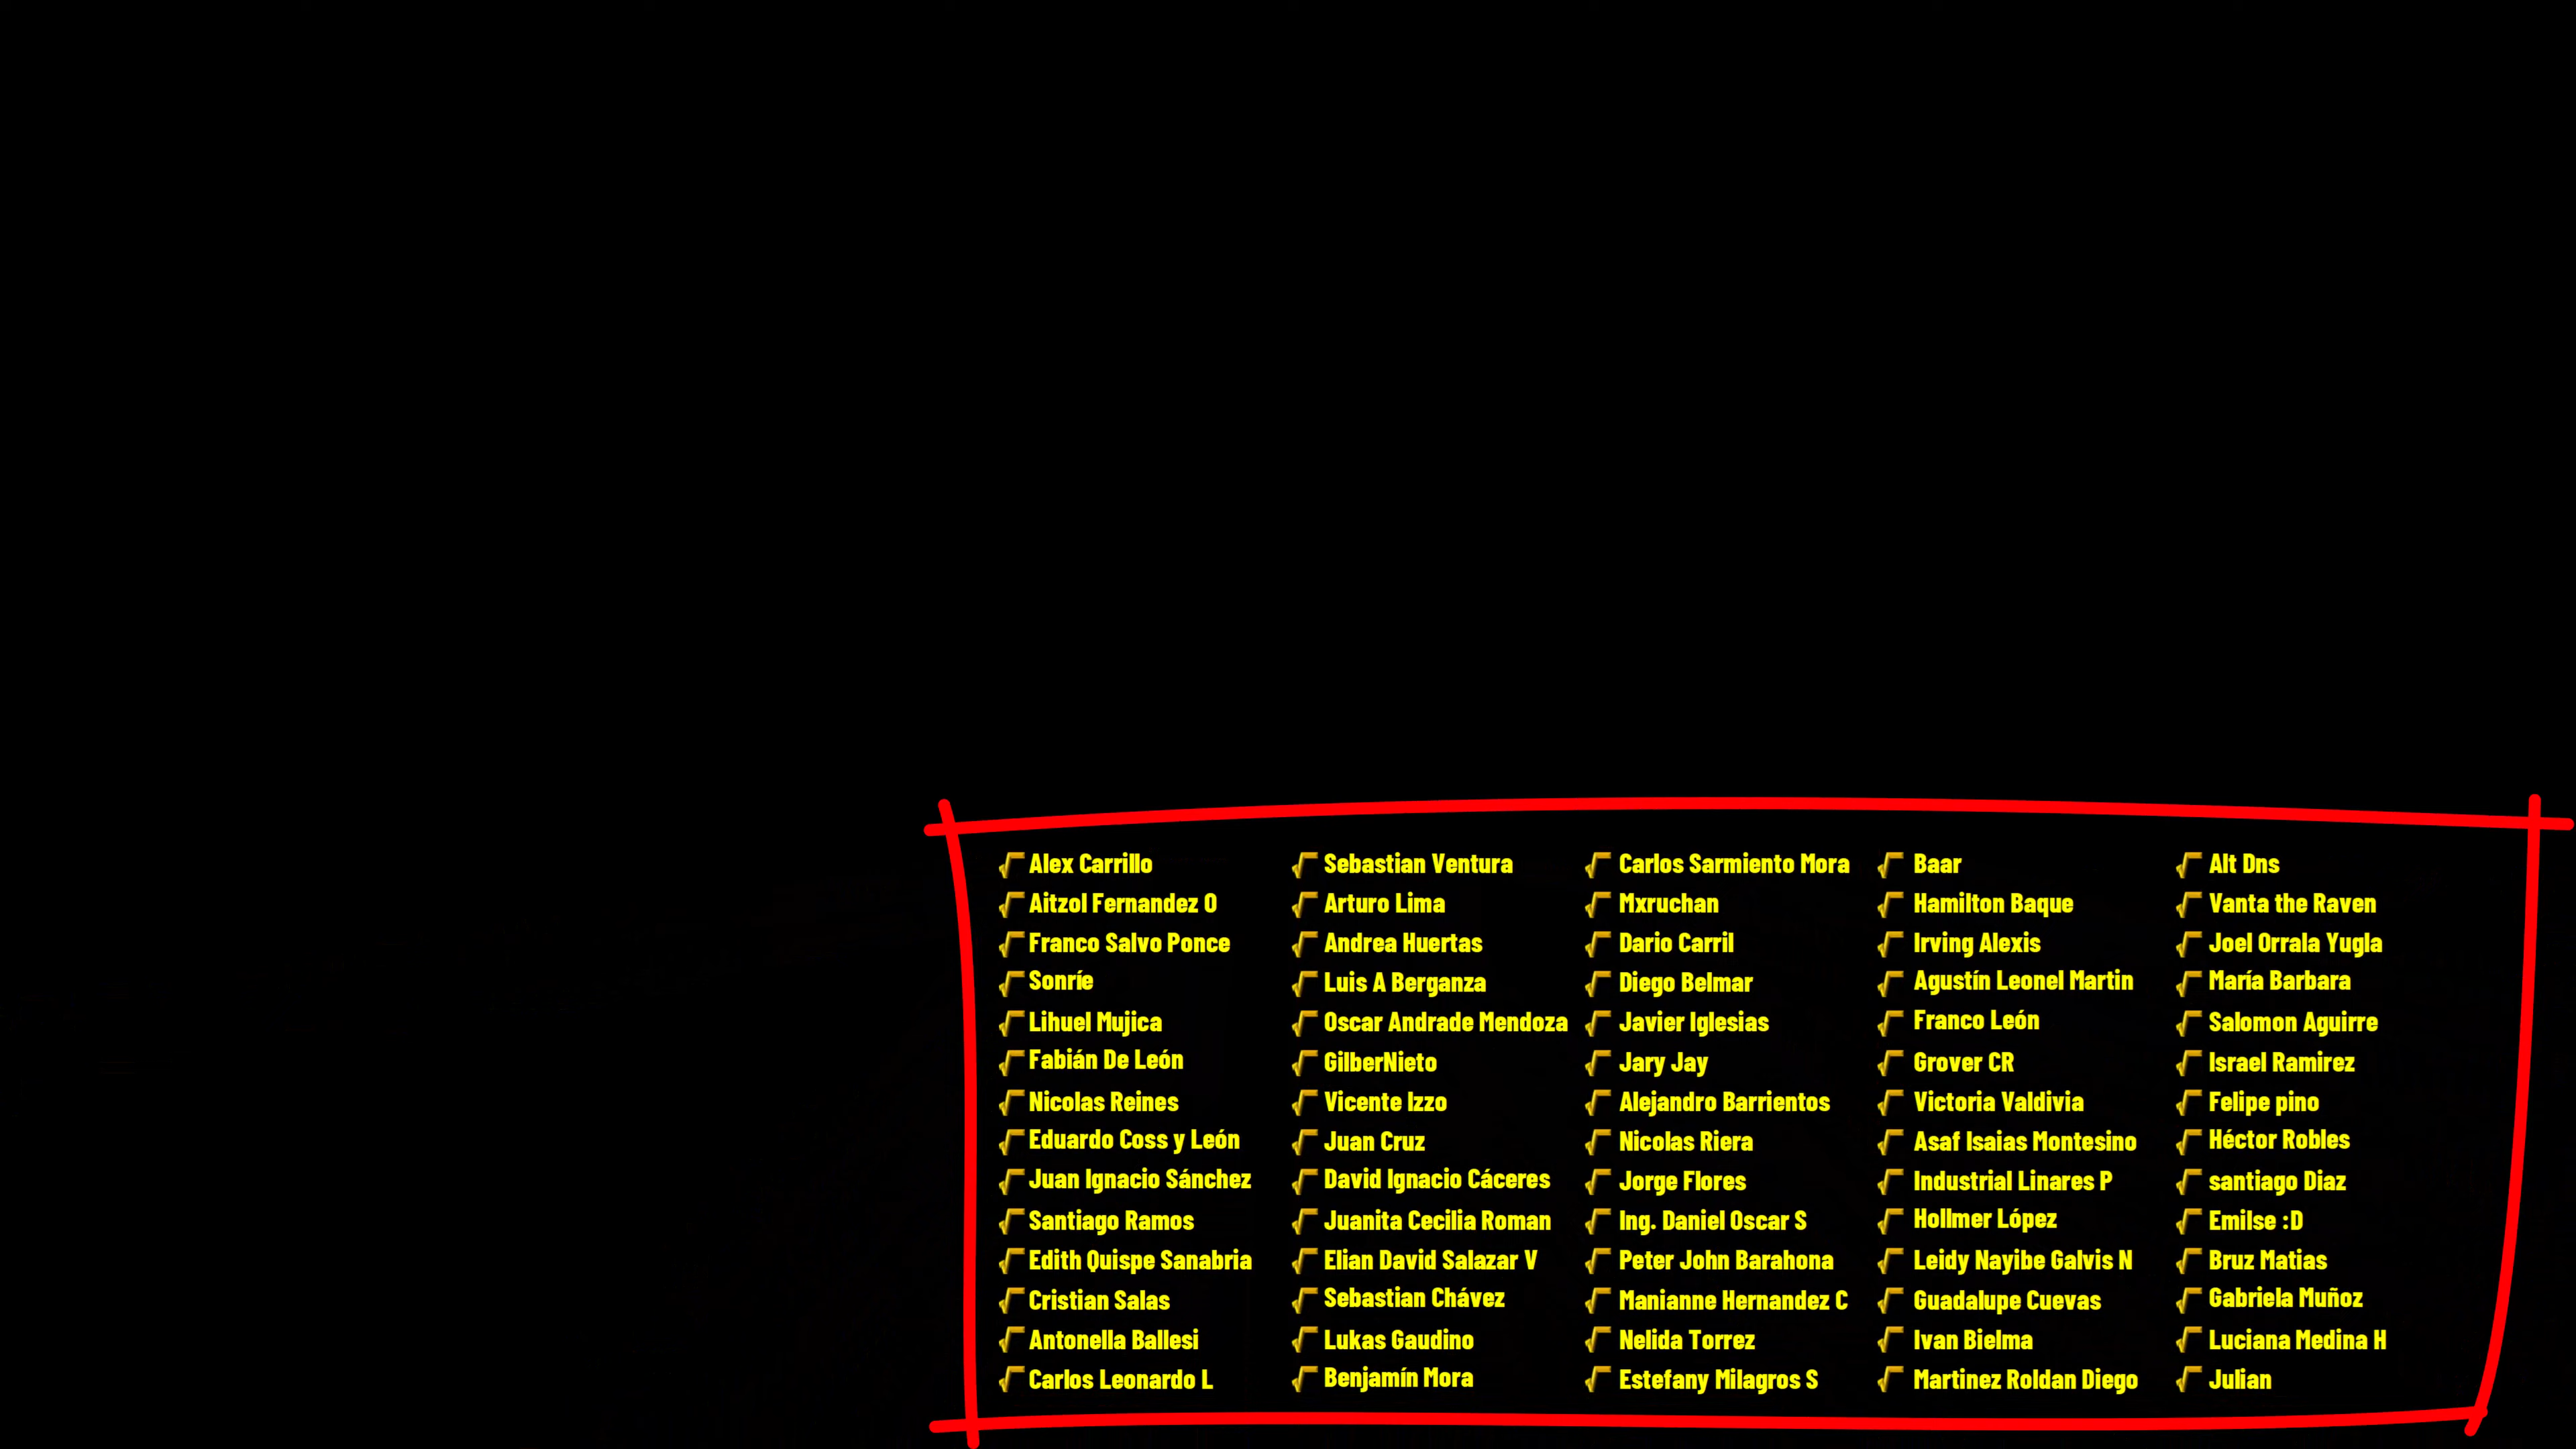 √ Alex Carrillo
√ Aitzol Fernandez O
√ Franco Salvo Ponce
√ Sonríe
√ Lihuel Mujica
√ Fabián De León
√ Nicolas Reines
√ Eduardo Coss y León
√ Juan Ignacio Sánchez
√ Santiago Ramos
√ Edith Quispe Sanabria
√ Cristian Salas
√ Antonella Ballesi
√ Carlos Leonardo L
√ Sebastian Ventura
√ Arturo Lima
√ Andrea Huertas
√ Luis A Berganza
√ Oscar Andrade Mendoza
√ GilberNieto
√ Vicente Izzo
√ Juan Cruz
√ David Ignacio Cáceres
√ Juanita Cecilia Roman
√ Elian David Salazar V
√ Sebastian Chávez
√ Lukas Gaudino
√ Benjamín Mora
√ Carlos Sarmiento Mora
√ Mxruchan
√ Dario Carril
√ Diego Belmar
√ Javier Iglesias
√ Jary Jay
√ Alejandro Barrientos
√ Nicolas Riera
√ Jorge Flores
√ Ing. Daniel Oscar S
√ Peter John Barahona
√ Manianne Hernandez C
√ Nelida Torrez
√ Estefany Milagros S
√ Baar
√ Hamilton Baque
√ Irving Alexis
√ Agustín Leonel Martin
√ Franco León
√ Grover CR
√ Victoria Valdivia
√ Asaf Isaias Montesino
√ Industrial Linares P
√ Hollmer López
√ Leidy Nayibe Galvis N
√ Guadalupe Cuevas
√ Ivan Bielma
√ Martinez Roldan Diego
√ Alt Dns
√ Vanta the Raven
√ Joel Orrala Yugla
√ María Barbara
√ Salomon Aguirre
√ Israel Ramirez
√ Felipe pino
√ Héctor Robles
√ santiago Diaz
√ Emilse :D
√ Bruz Matias
√ Gabriela Muñoz
√ Luciana Medina H
√ Julian